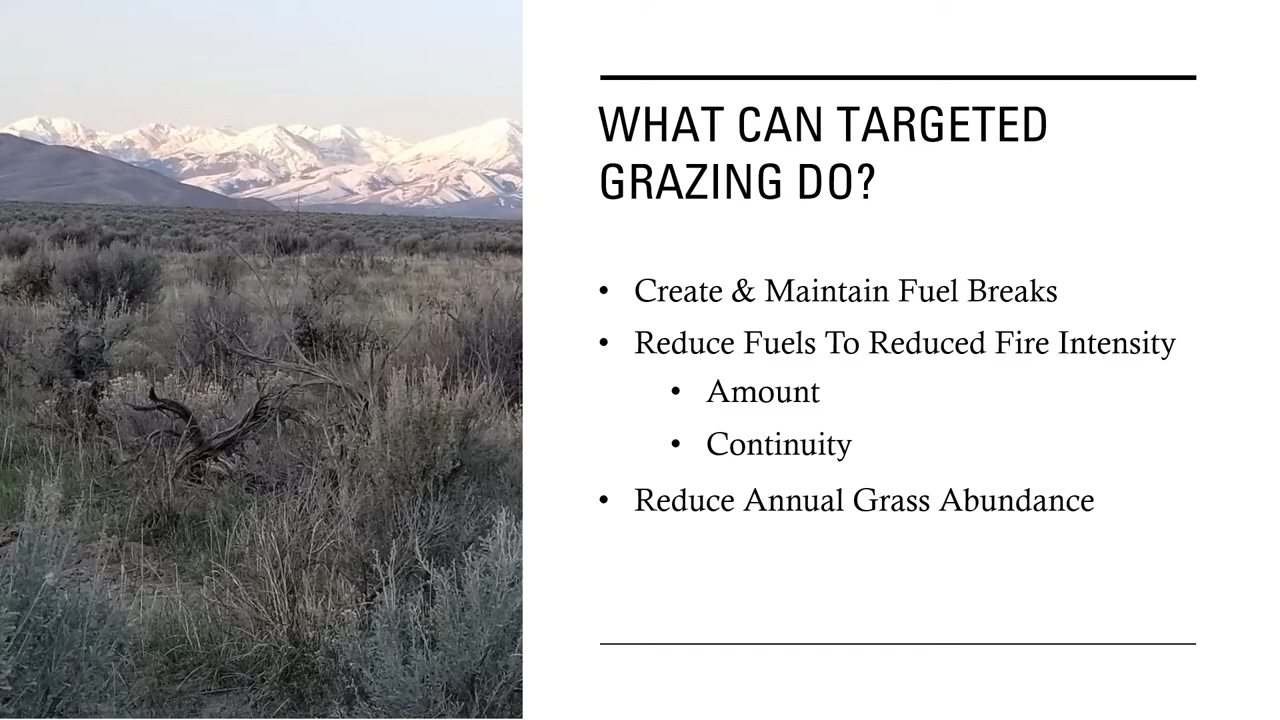 WHAT CAN TARGETED
GRAZING DO?
• Create & Maintain Fuel Breaks
• Reduce Fuels To Reduced Fire Intensity
• Amount
• Continuity
• Reduce Annual Grass Abundance